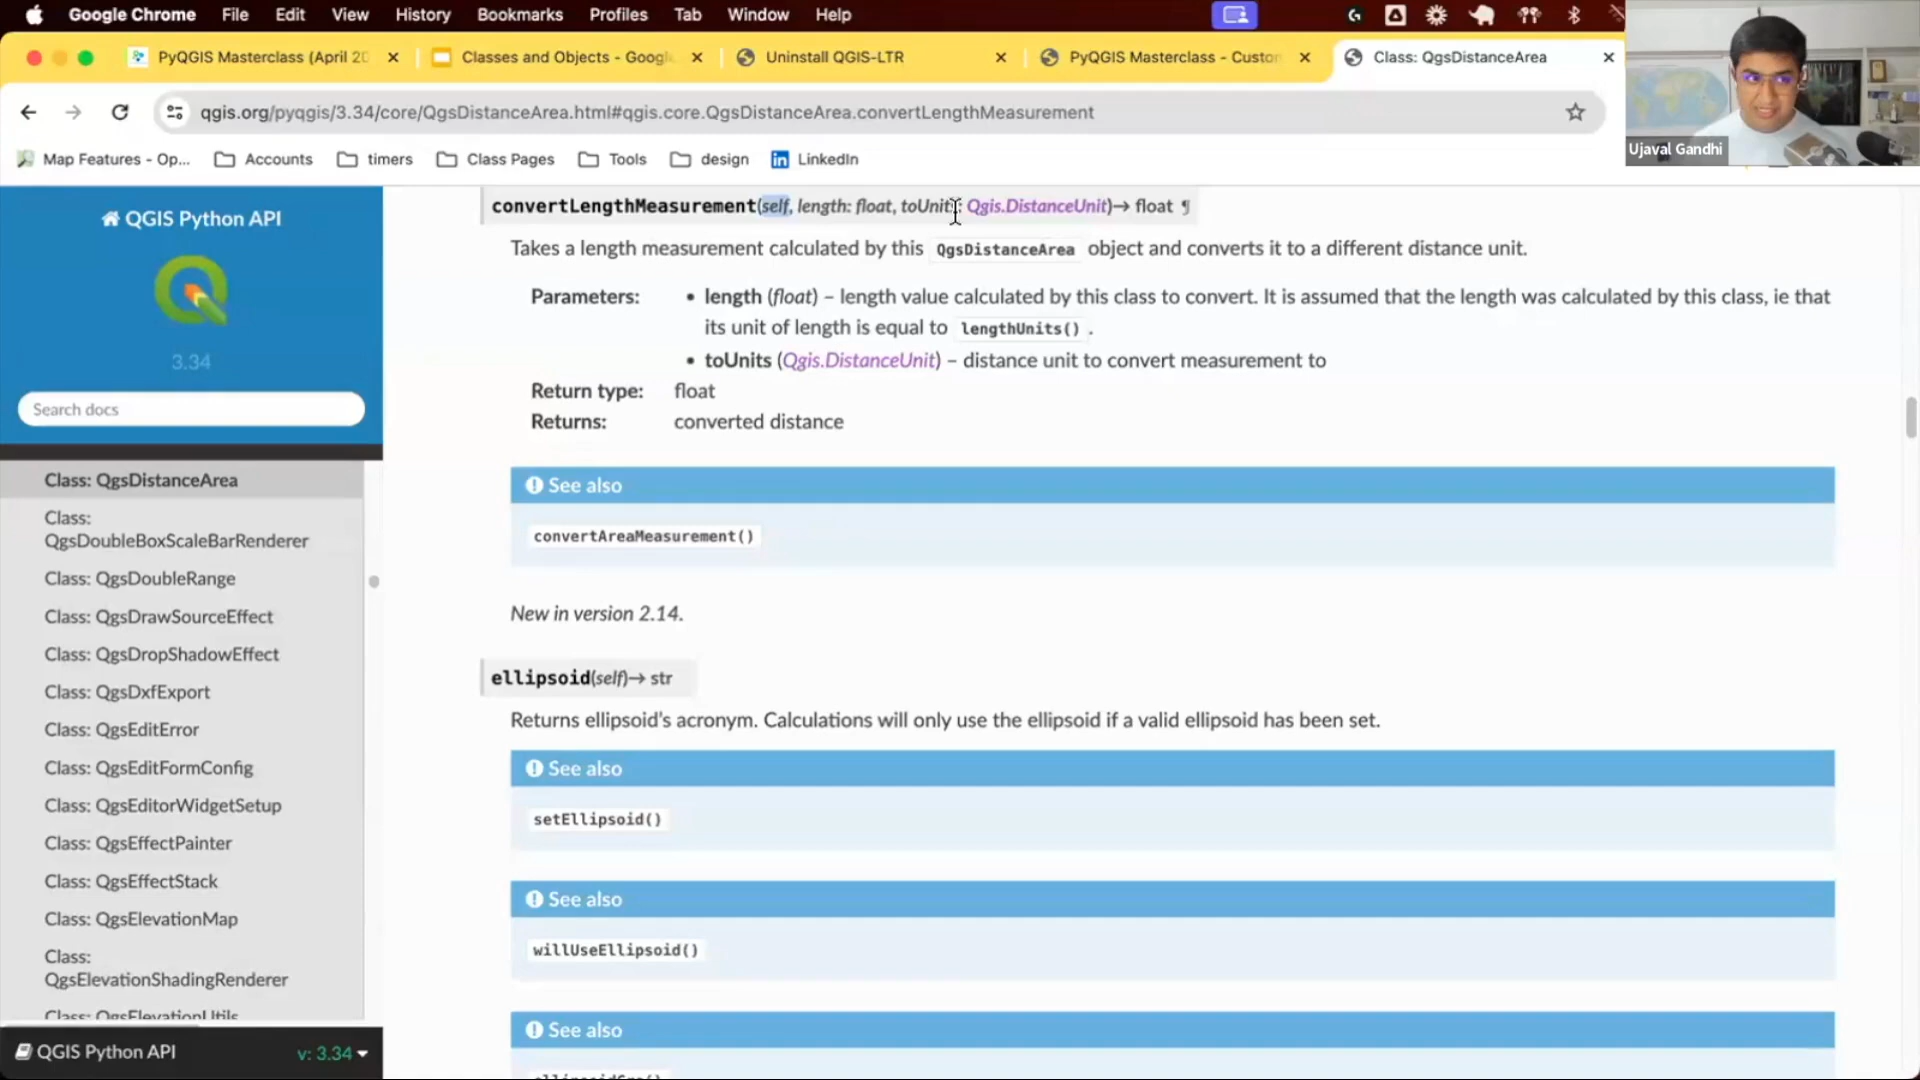 Google Chrome File Edit View History Bookmarks Profiles Tab Window Help
PyQGIS Masterclass (April 20
Classes and Objects - Google
Uninstall QGIS-LTR
PyQGIS Masterclass - Custom
Class: QgsDistanceArea
qgis.org/pyqgis/3.34/core/QgsDistanceArea.html#qgis.core.QgsDistanceArea.convertLengthMeasurement
Ujaval Gandhi
Map Features - Op... Accounts timers Class Pages Tools design LinkedIn
QGIS Python API
3.34
Search docs
Class: QgsDistanceArea
Class:
QgsDoubleBoxScaleBarRenderer
Class: QgsDoubleRange
Class: QgsDrawSourceEffect
Class: QgsDropShadowEffect
Class: QgsDxfExport
Class: QgsEditError
Class: QgsEditFormConfig
Class: QgsEditorWidgetSetup
Class: QgsEffectPainter
Class: QgsEffectStack
Class: QgsElevationMap
Class:
QgsElevationShadingRenderer
Class: QgsElevationUtils
QGIS Python API v: 3.34
convertLengthMeasurement(self, length: float, toUnits: Qgis.DistanceUnit)→ float ¶
Takes a length measurement calculated by this QgsDistanceArea object and converts it to a different distance unit.
Parameters: • length (float) – length value calculated by this class to convert. It is assumed that the length was calculated by this class, ie that
its unit of length is equal to lengthUnits() .
• toUnits (Qgis.DistanceUnit) – distance unit to convert measurement to
Return type: float
Returns: converted distance
See also
convertAreaMeasurement()
New in version 2.14.
ellipsoid(self)→ str
Returns ellipsoid’s acronym. Calculations will only use the ellipsoid if a valid ellipsoid has been set.
See also
setEllipsoid()
See also
willUseEllipsoid()
See also